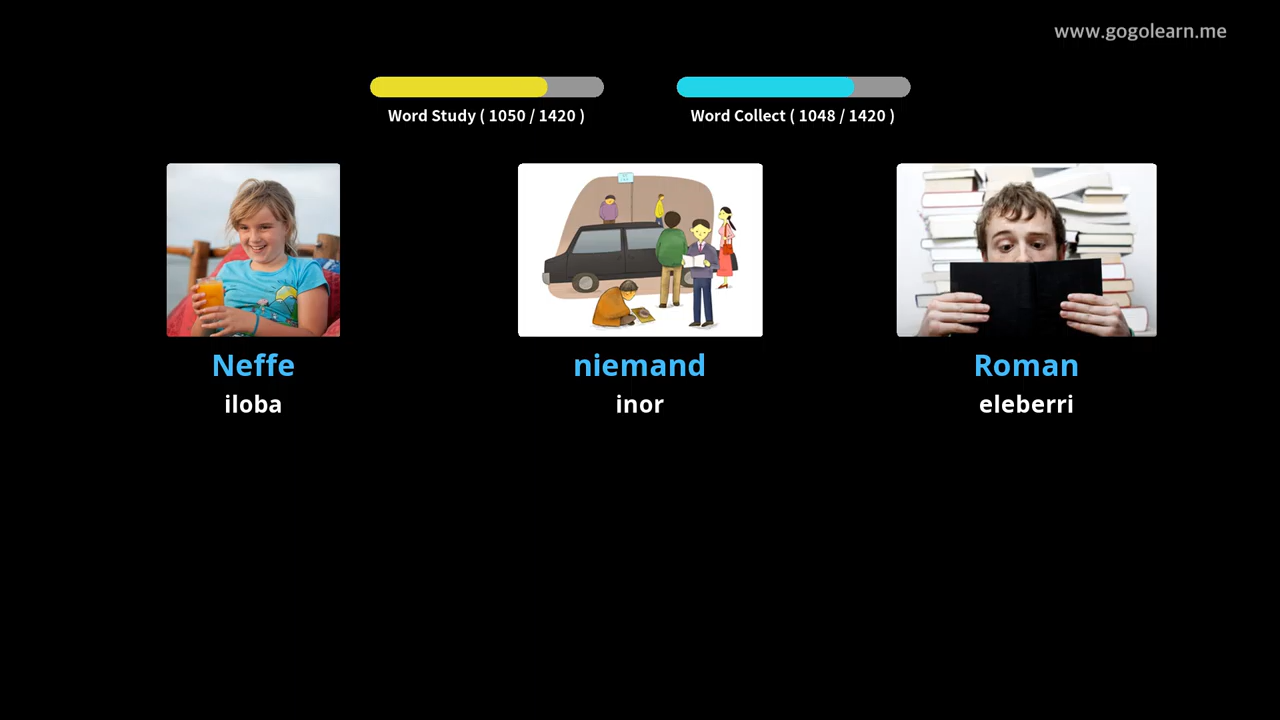 www.gogolearn.me
Word Study ( 1050 / 1420 )
Word Collect ( 1048 / 1420 )
Neffe
niemand
Roman
iloba
inor
eleberri